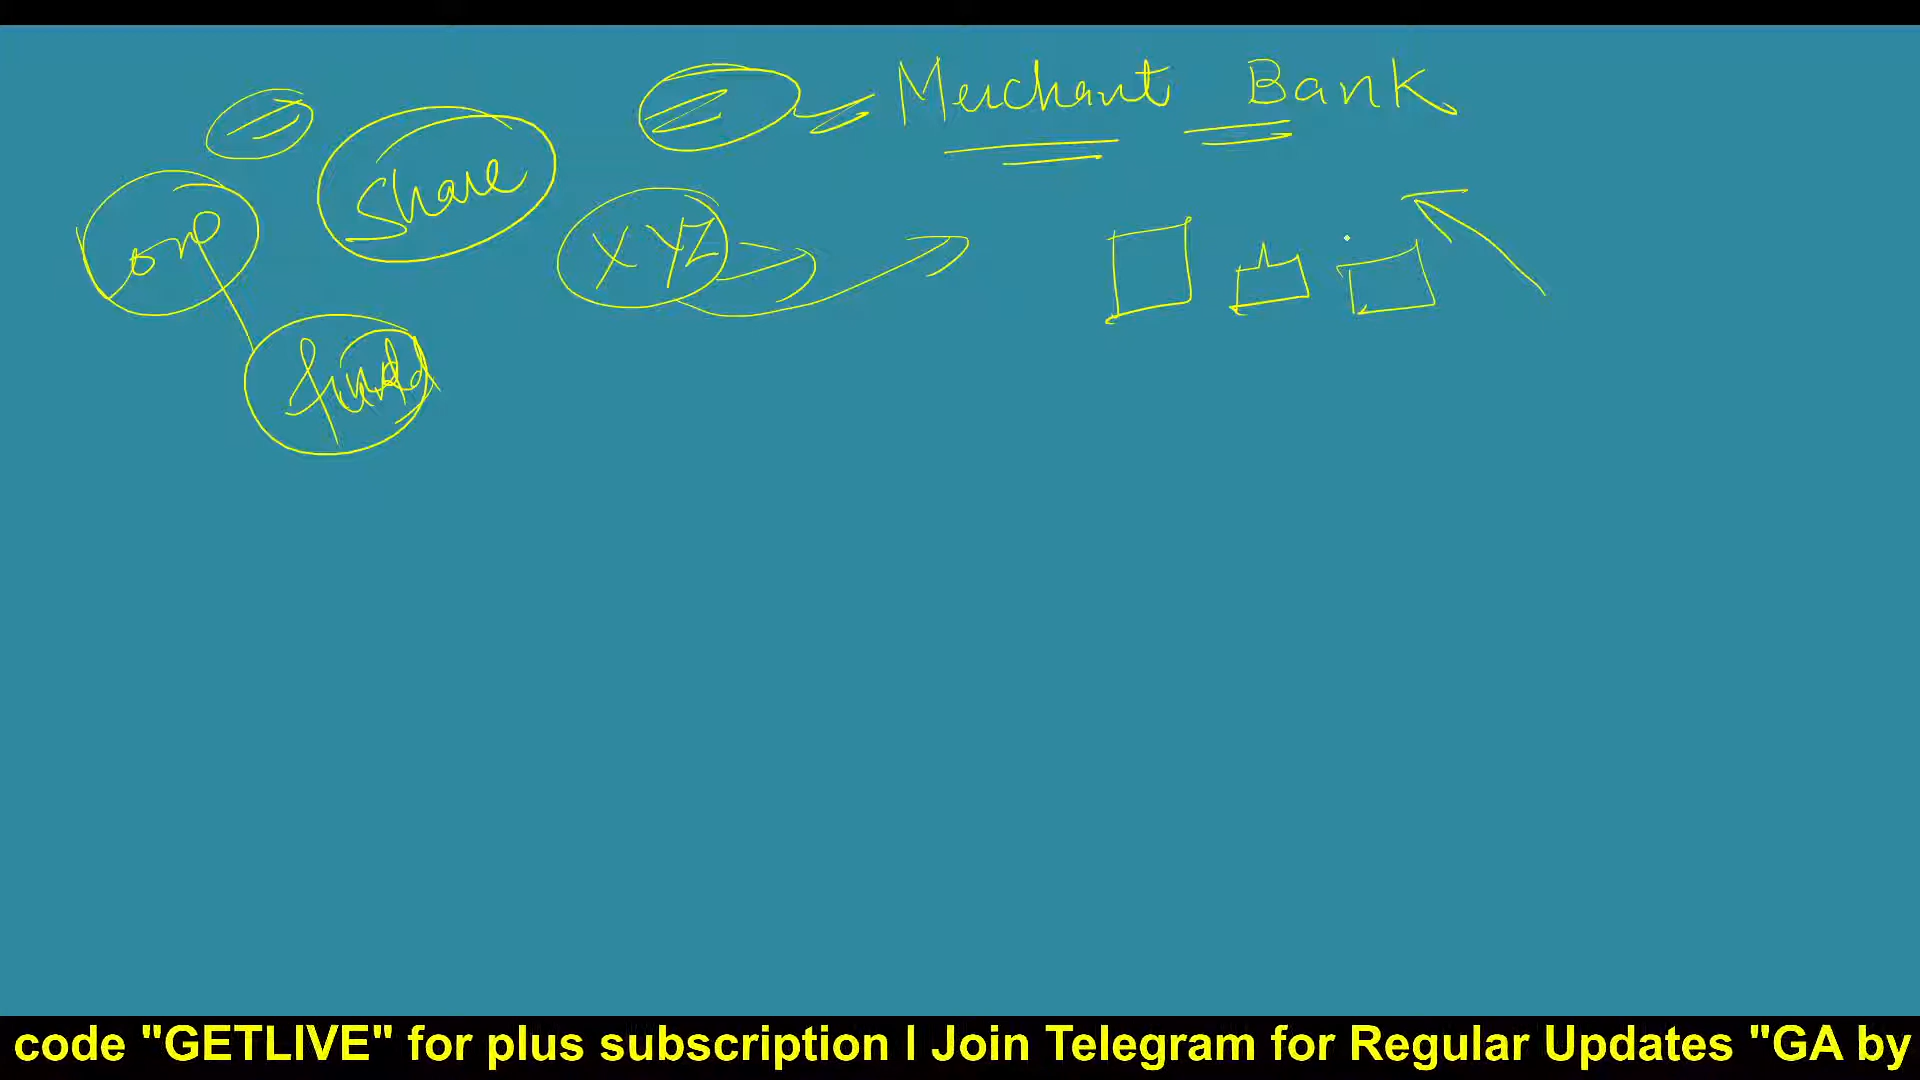 Merchant Bank
Share
XYZ
fund
code "GETLIVE" for plus subscription I Join Telegram for Regular Updates "GA by